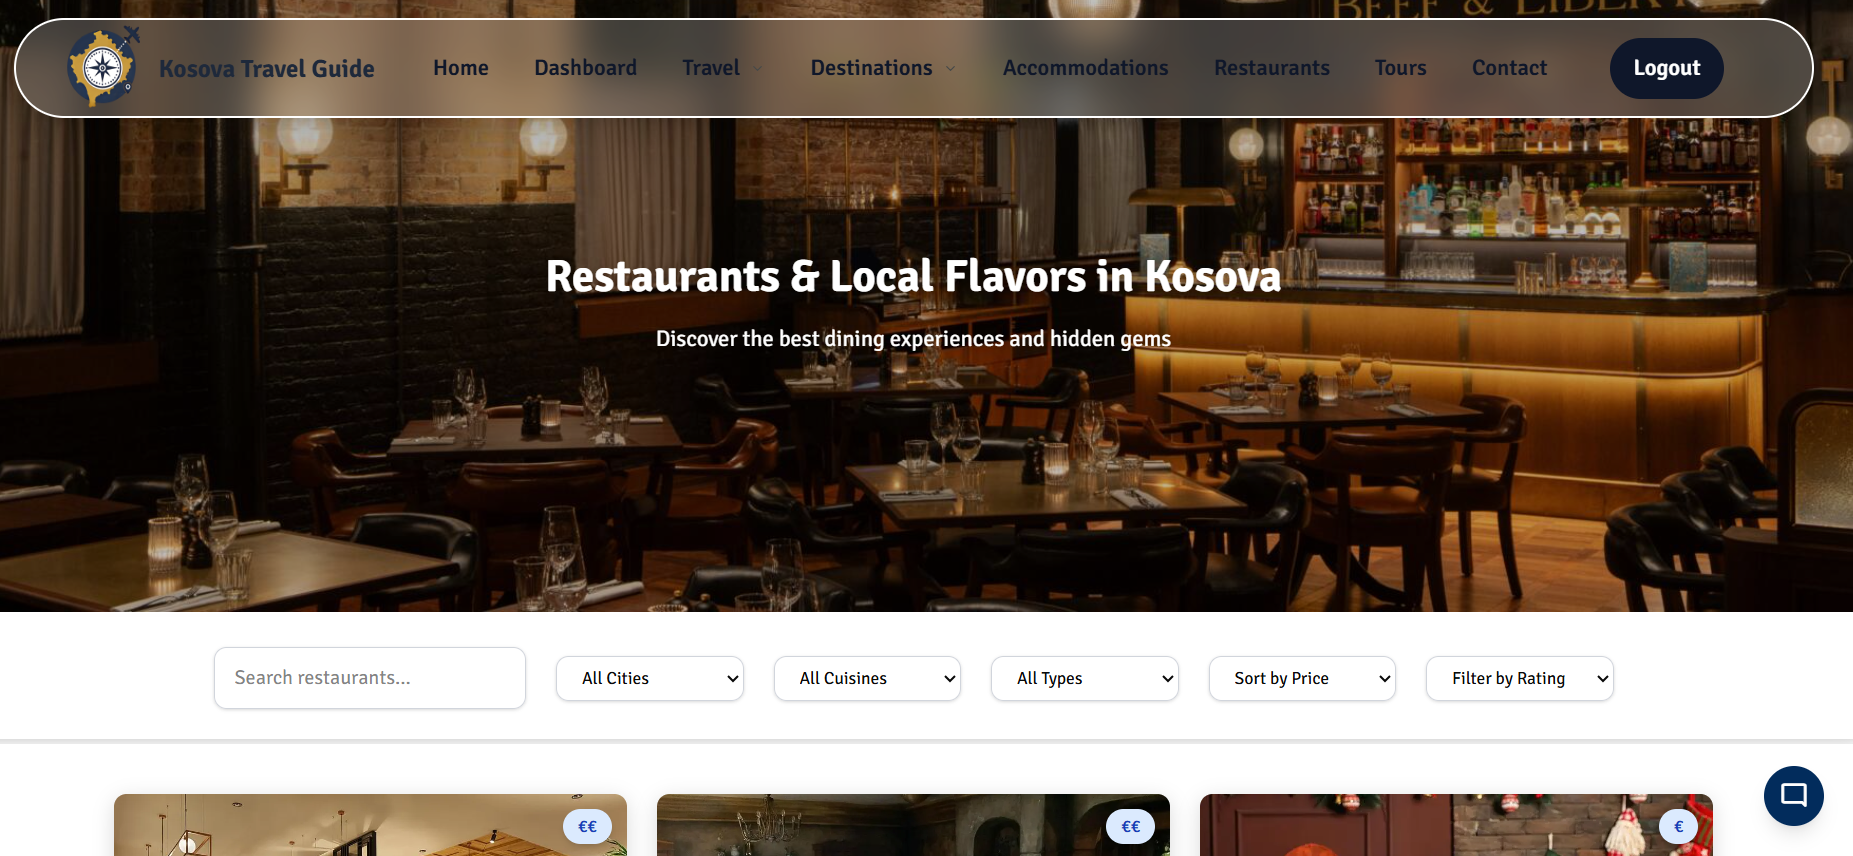 BEEF & LIBER
Kosova Travel Guide
Home
Dashboard
Travel
Destinations
Accommodations
Restaurants
Tours
Contact
Logout
Restaurants & Local Flavors in Kosova
Discover the best dining experiences and hidden gems
Search restaurants...
All Cities
All Cuisines
All Types
Sort by Price
Filter by Rating
€€
€€
€